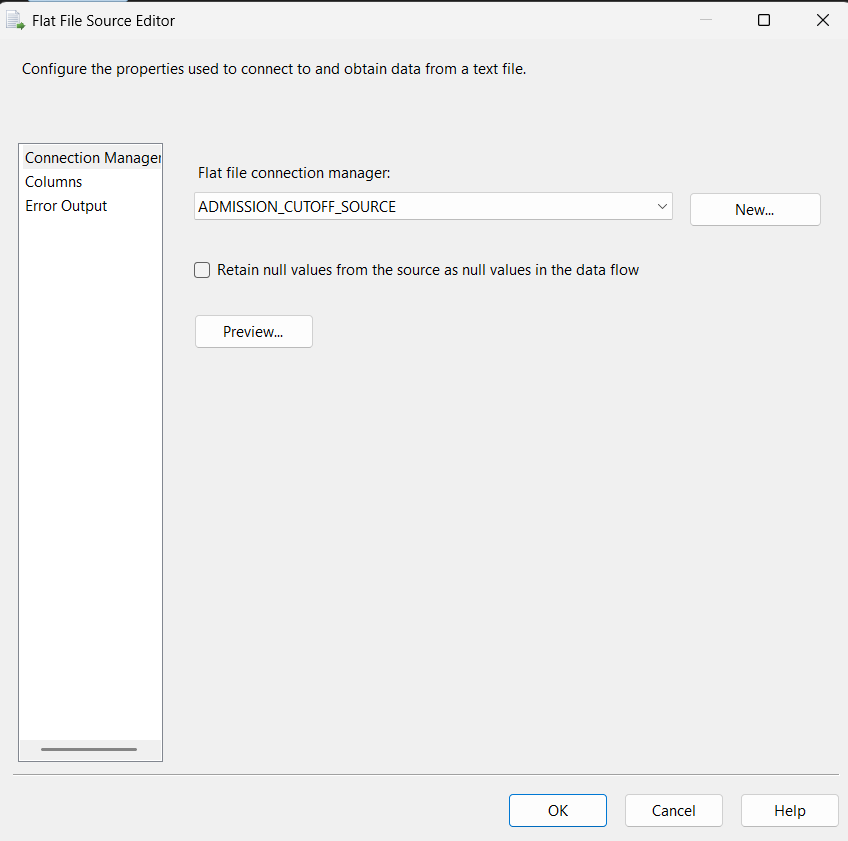 Flat File Source Editor
Configure the properties used to connect to and obtain data from a text file.
Connection Manager
Columns
Error Output
Flat file connection manager:
ADMISSION_CUTOFF_SOURCE
New...
Retain null values from the source as null values in the data flow
Preview...
OK
Cancel
Help